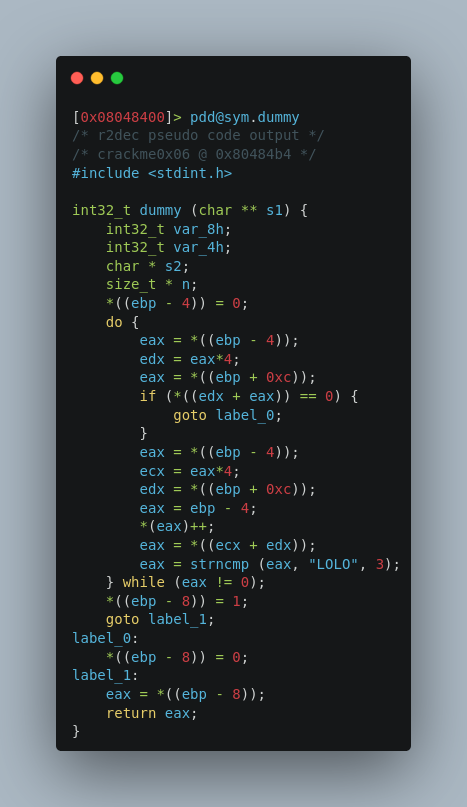 [0x08048400]> pdd@sym.dummy
/* r2dec pseudo code output */
/* crackme0x06 @ 0x80484b4 */
#include <stdint.h>

int32_t dummy (char ** s1) {
    int32_t var_8h;
    int32_t var_4h;
    char * s2;
    size_t * n;
    *((ebp - 4)) = 0;
    do {
        eax = *((ebp - 4));
        edx = eax*4;
        eax = *((ebp + 0xc));
        if (*((edx + eax)) == 0) {
            goto label_0;
        }
        eax = *((ebp - 4));
        ecx = eax*4;
        edx = *((ebp + 0xc));
        eax = ebp - 4;
        *(eax)++;
        eax = *((ecx + edx));
        eax = strncmp (eax, "LOLO", 3);
    } while (eax != 0);
    *((ebp - 8)) = 1;
    goto label_1;
label_0:
    *((ebp - 8)) = 0;
label_1:
    eax = *((ebp - 8));
    return eax;
}